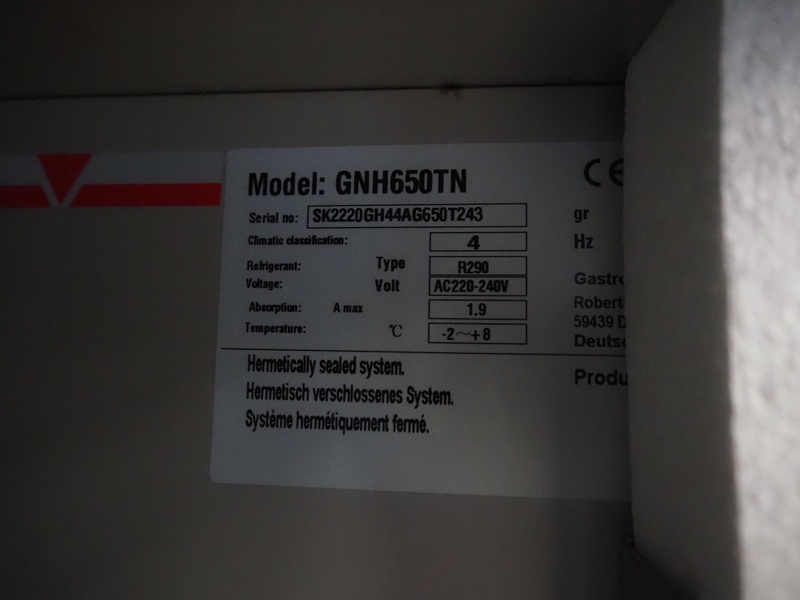 Model: GNH650TN
CE
Serial no: SK2220GH44AG650T243 gr
Climatic classification: 4 Hz
Refrigerant: Type R290
Voltage: Volt AC220-240V
Absorption: A max 1.9
Temperature: ℃ -2~+8
Gastro
Robert-
59439 D
Deutsc
Produ
Hermetically sealed system.
Hermetisch verschlossenes System.
Système hermétiquement fermé.